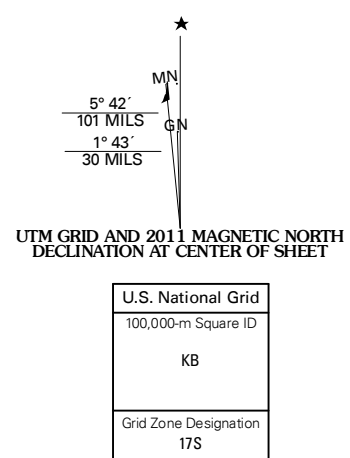 ★
MN.
5° 42´
101 MILS
GN
1° 43´
30 MILS
UTM GRID AND 2011 MAGNETIC NORTH
DECLINATION AT CENTER OF SHEET
U.S. National Grid
100,000-m Square ID
KB
Grid Zone Designation
17S